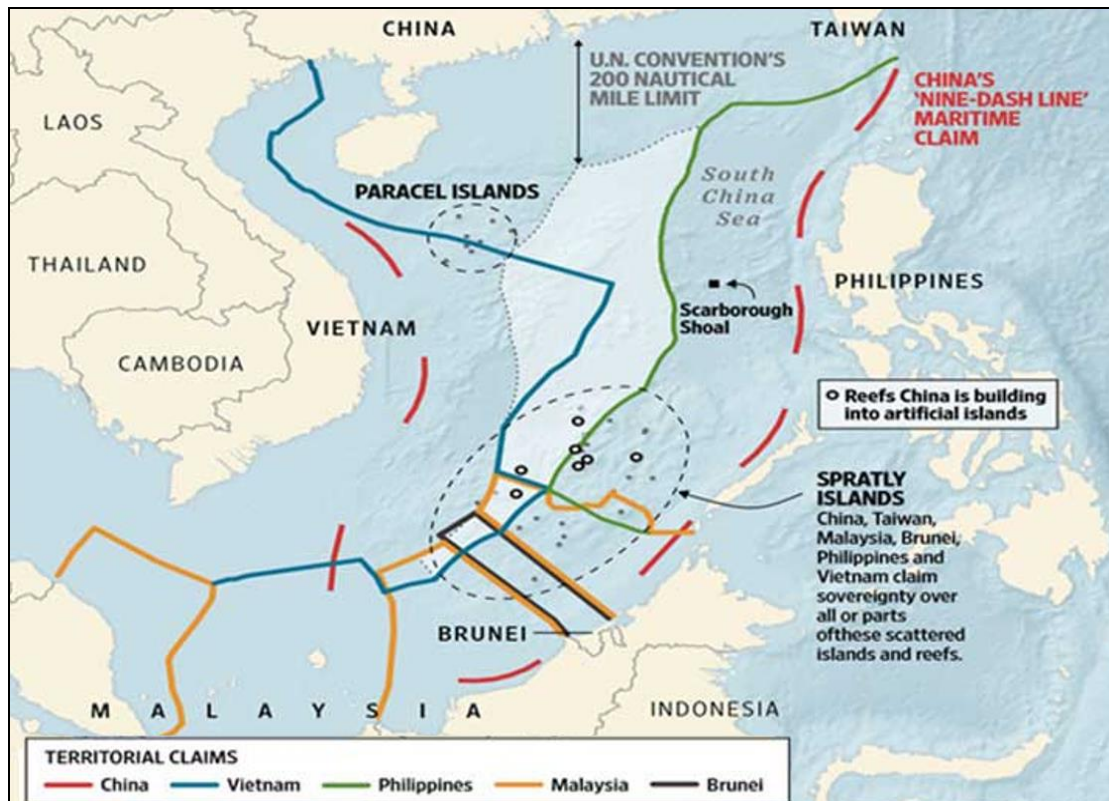 CHINA
TAIWAN
U.N. CONVENTION'S
200 NAUTICAL
MILE LIMIT
CHINA'S
'NINE-DASH LINE'
MARITIME
CLAIM
LAOS
PARACEL ISLANDS
South
China
Sea
THAILAND
PHILIPPINES
Scarborough
Shoal
VIETNAM
CAMBODIA
Reefs China is building
into artificial islands
SPRATLY
ISLANDS
China, Taiwan,
Malaysia, Brunei,
Philippines and
Vietnam claim
sovereignty over
all or parts
ofthese scattered
islands and reefs.
BRUNEI
MALAYSIA
INDONESIA
TERRITORIAL CLAIMS
China Vietnam Philippines Malaysia Brunei